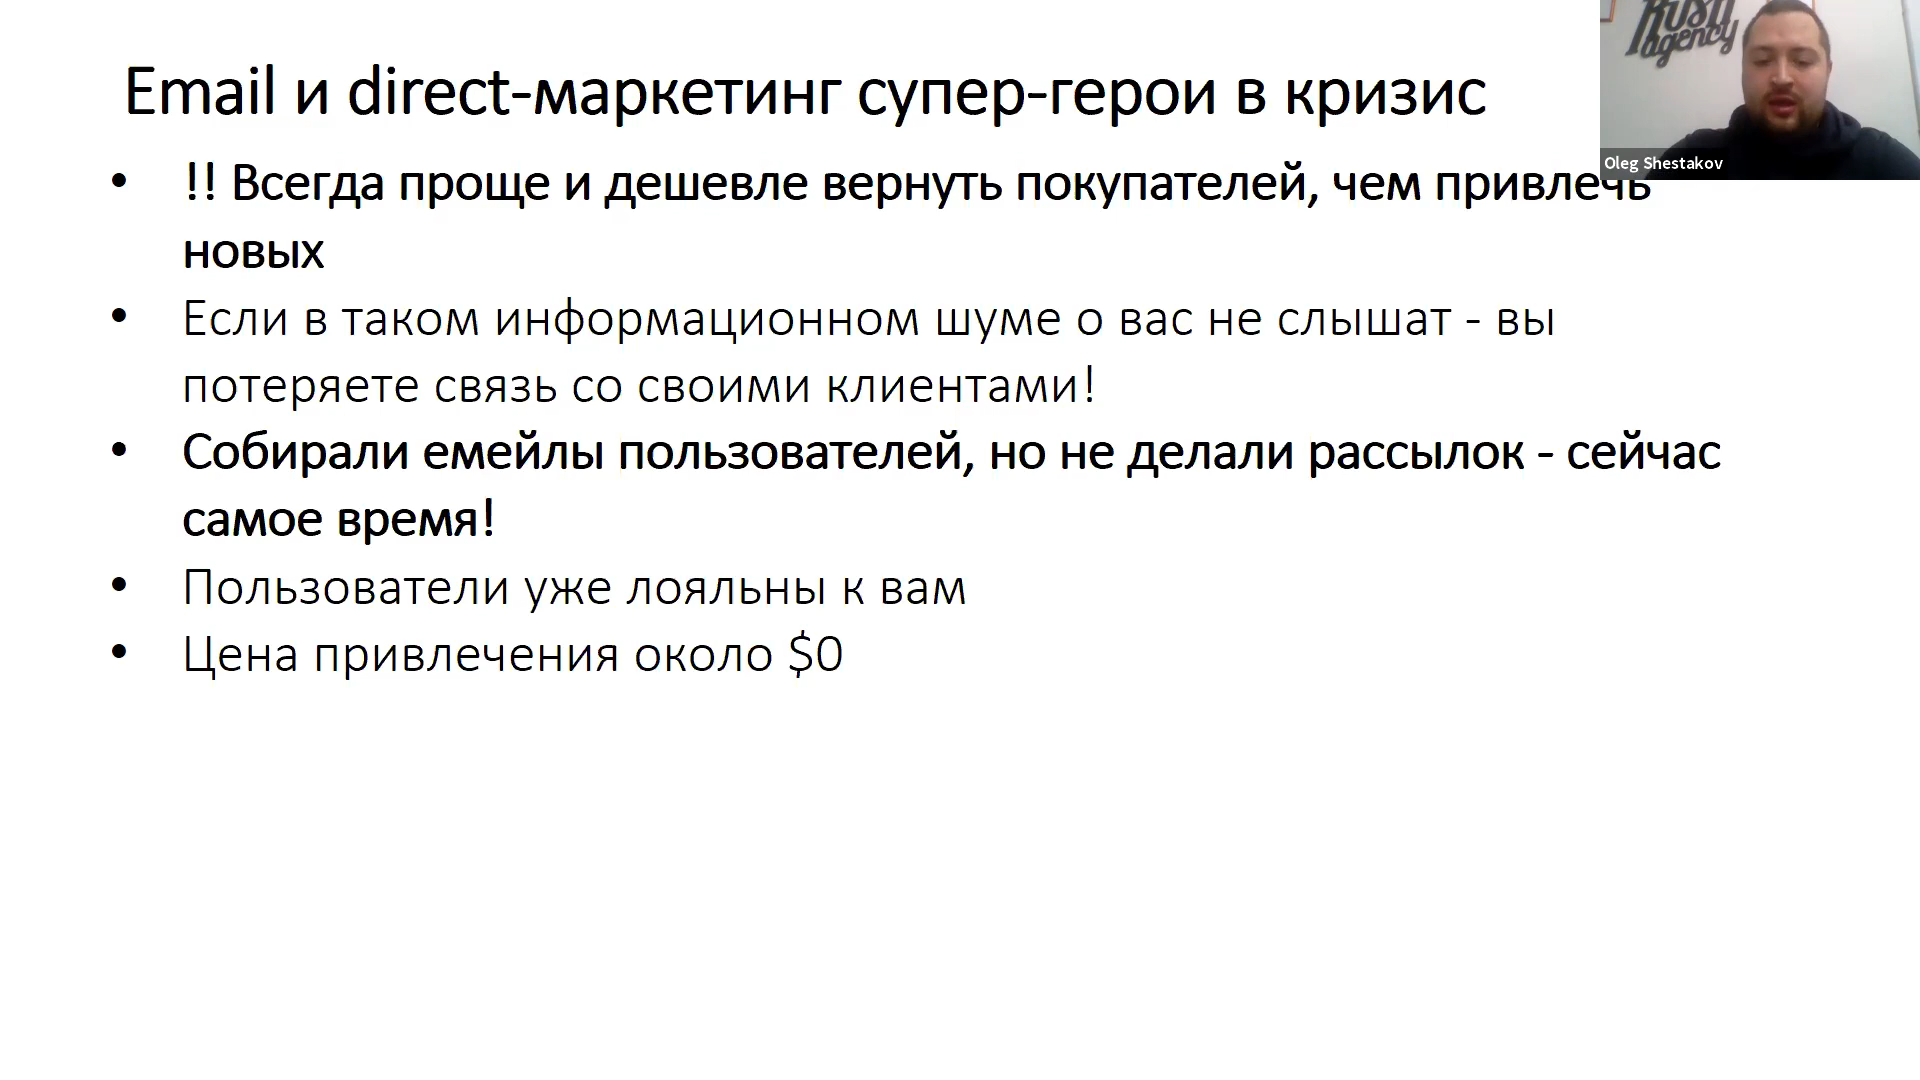 Email и direct-маркетинг супер-герои в кризис
• !! Всегда проще и дешевле вернуть покупателей, чем привлечь
новых
• Если в таком информационном шуме о вас не слышат - вы
потеряете связь со своими клиентами!
• Собирали емейлы пользователей, но не делали рассылок - сейчас
самое время!
• Пользователи уже лояльны к вам
• Цена привлечения около $0
Rush
agency
Oleg Shestakov